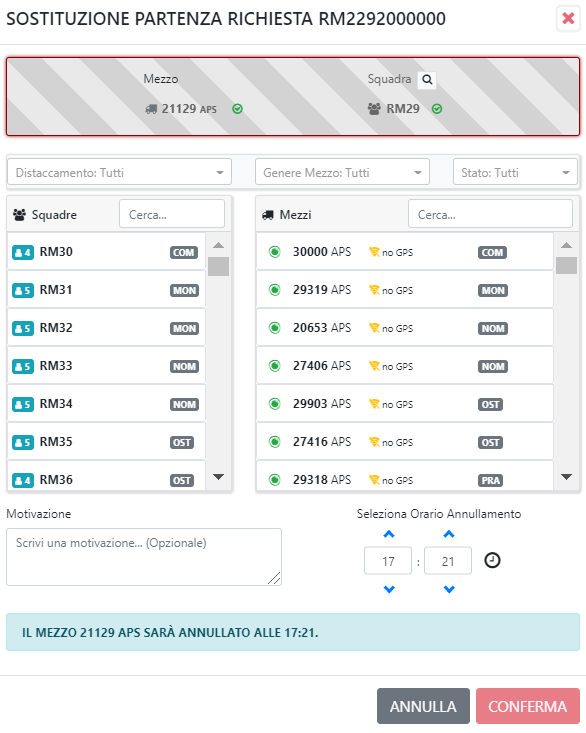 SOSTITUZIONE PARTENZA RICHIESTA RM2292000000
Mezzo Squadra
21129 APS RM29
Distaccamento: Tutti Genere Mezzo: Tutti Stato: Tutti
Squadre Cerca... Mezzi Cerca...
4 RM30 COM 30000 APS no GPS COM
5 RM31 MON 29319 APS no GPS MON
5 RM32 MON 20653 APS no GPS MON
5 RM33 NOM 27406 APS no GPS NOM
5 RM34 NOM 29903 APS no GPS OST
5 RM35 OST 27416 APS no GPS OST
4 RM36 OST 29318 APS no GPS PRA
Motivazione Seleziona Orario Annullamento
Scrivi una motivazione... (Opzionale)
17 : 21
IL MEZZO 21129 APS SARÀ ANNULLATO ALLE 17:21.
ANNULLA CONFERMA